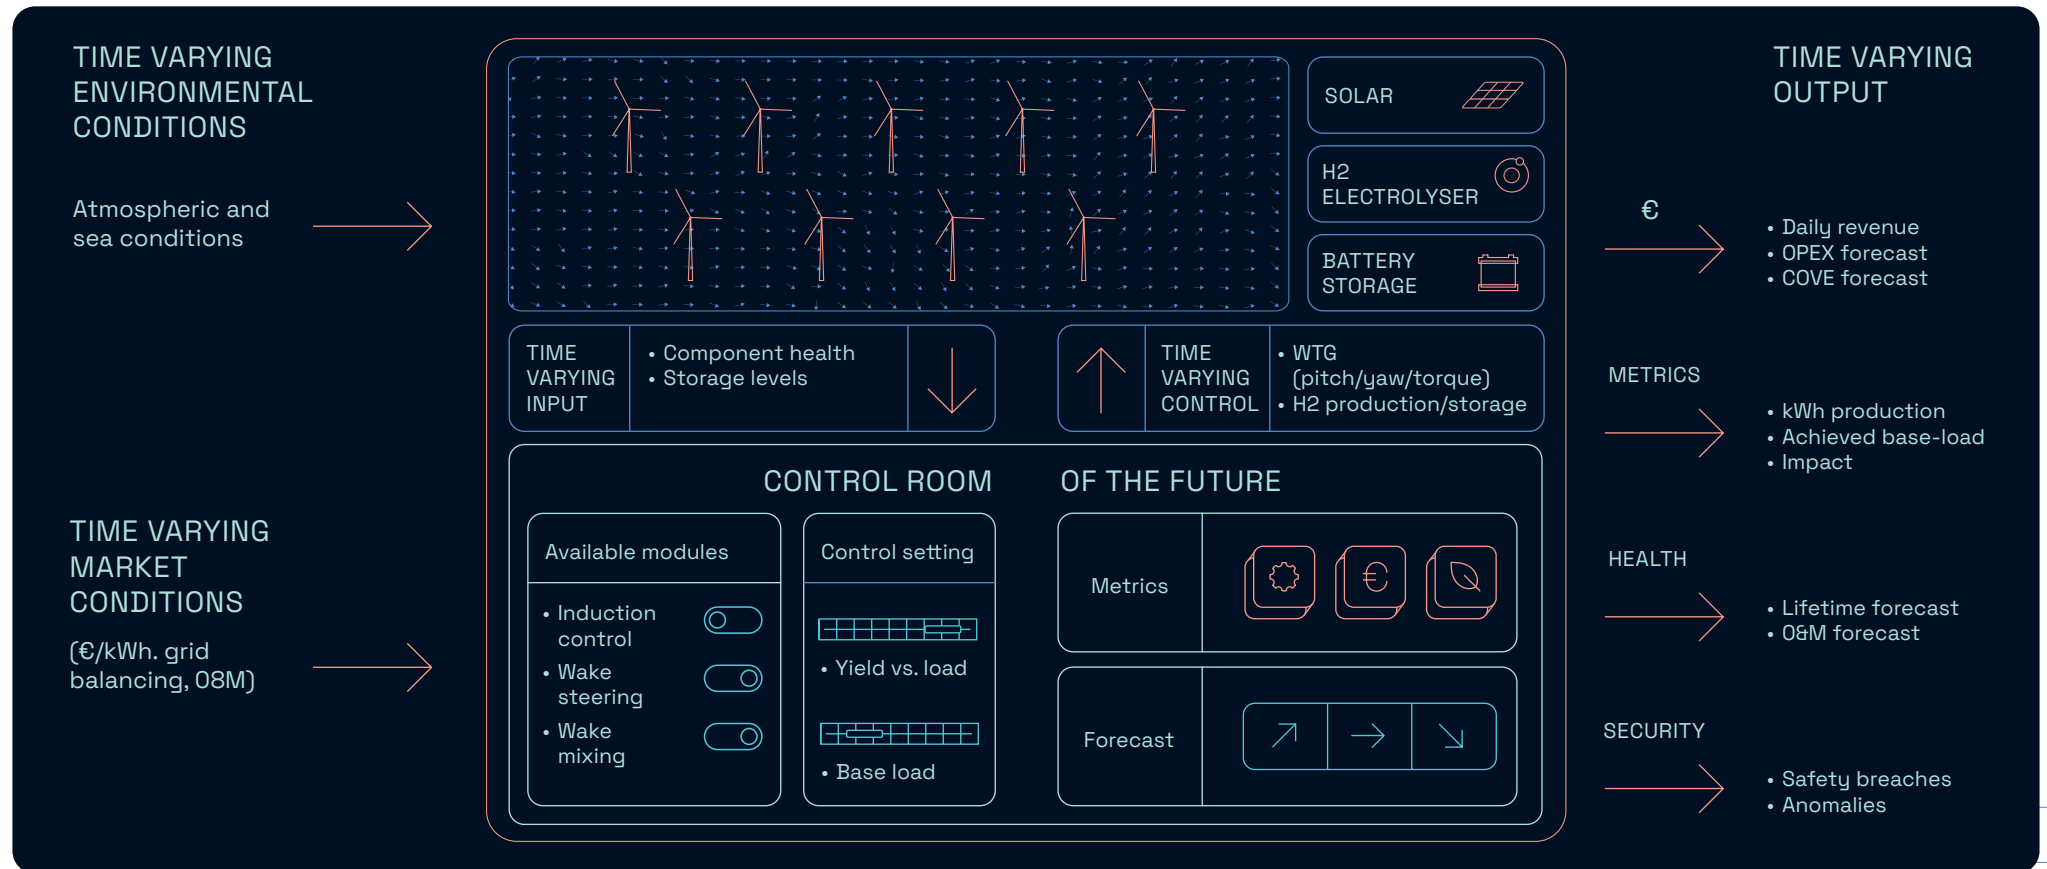 TIME VARYING
ENVIRONMENTAL
CONDITIONS
Atmospheric and
sea conditions
TIME VARYING
MARKET
CONDITIONS
(€/kWh. grid
balancing, 08M)
SOLAR
H2
ELECTROLYSER
BATTERY
STORAGE
TIME
VARYING
INPUT
• Component health
• Storage levels
TIME
VARYING
CONTROL
• WTG
(pitch/yaw/torque)
• H2 production/storage
CONTROL ROOM OF THE FUTURE
Available modules
• Induction
control
• Wake
steering
• Wake
mixing
Control setting
• Yield vs. load
• Base load
Metrics
€
Forecast
TIME VARYING
OUTPUT
€
• Daily revenue
• OPEX forecast
• COVE forecast
METRICS
• kWh production
• Achieved base-load
• Impact
HEALTH
• Lifetime forecast
• O&M forecast
SECURITY
• Safety breaches
• Anomalies